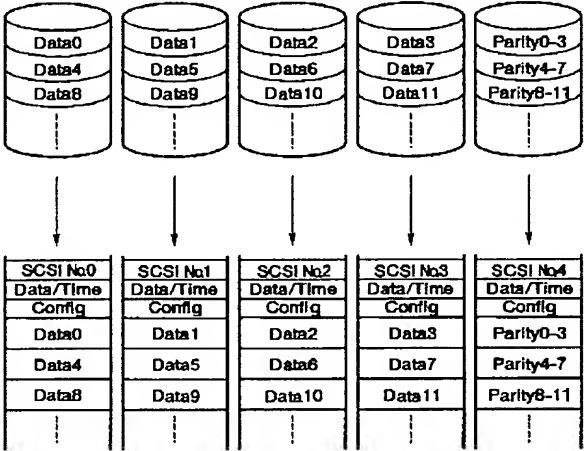 Data0 Data1 Data2 Data3 Parity0-3
Data4 Data5 Data6 Data7 Parity4-7
Data8 Data9 Data10 Data11 Parity8-11
SCSI No.0 SCSI No.1 SCSI No.2 SCSI No.3 SCSI No.4
Data/Time Data/Time Data/Time Data/Time Data/Time
Config Config Config Config Config
Data0 Data1 Data2 Data3 Parity0-3
Data4 Data5 Data6 Data7 Parity4-7
Data8 Data9 Data10 Data11 Parity8-11